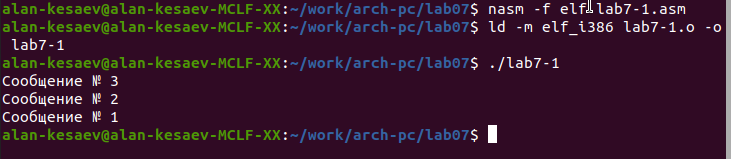 alan-kesaev@alan-kesaev-MCLF-XX:~/work/arch-pc/lab07$ nasm -f elf lab7-1.asm
alan-kesaev@alan-kesaev-MCLF-XX:~/work/arch-pc/lab07$ ld -m elf_i386 lab7-1.o -o
lab7-1
alan-kesaev@alan-kesaev-MCLF-XX:~/work/arch-pc/lab07$ ./lab7-1
Сообщение № 3
Сообщение № 2
Сообщение № 1
alan-kesaev@alan-kesaev-MCLF-XX:~/work/arch-pc/lab07$